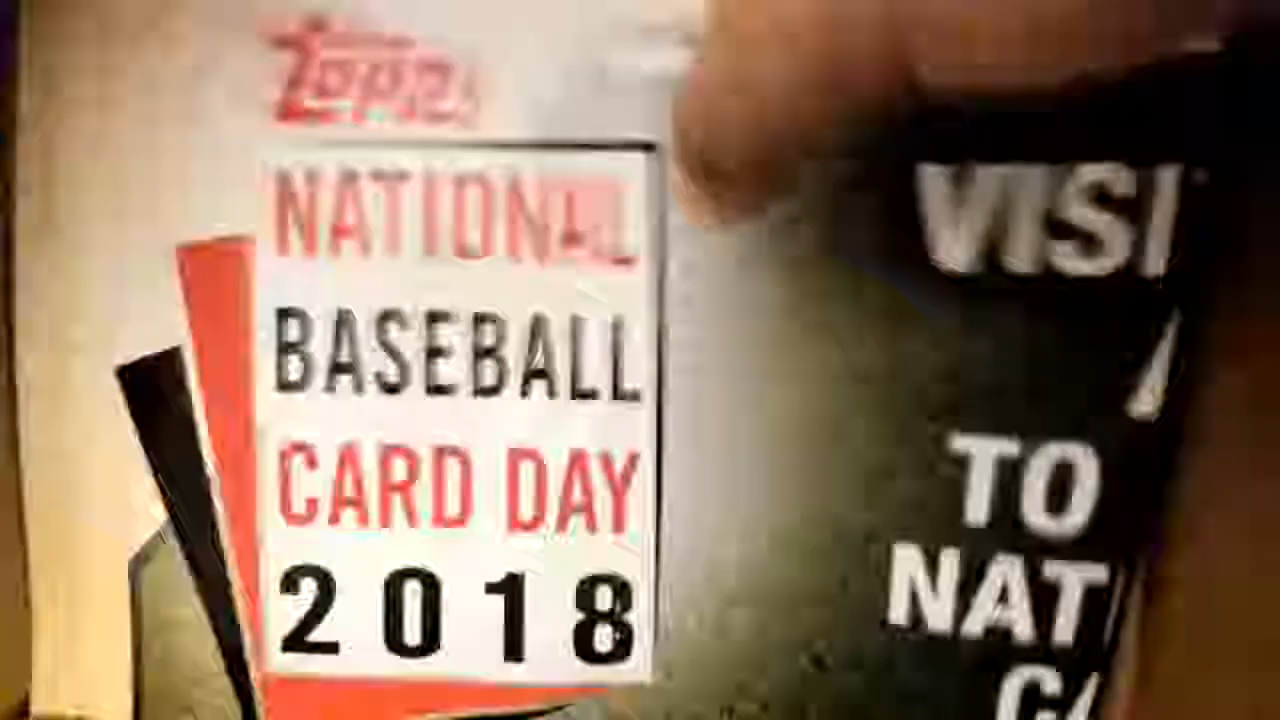 Topps
NATIONAL
BASEBALL
CARD DAY
2018
VISI
TO
NAT